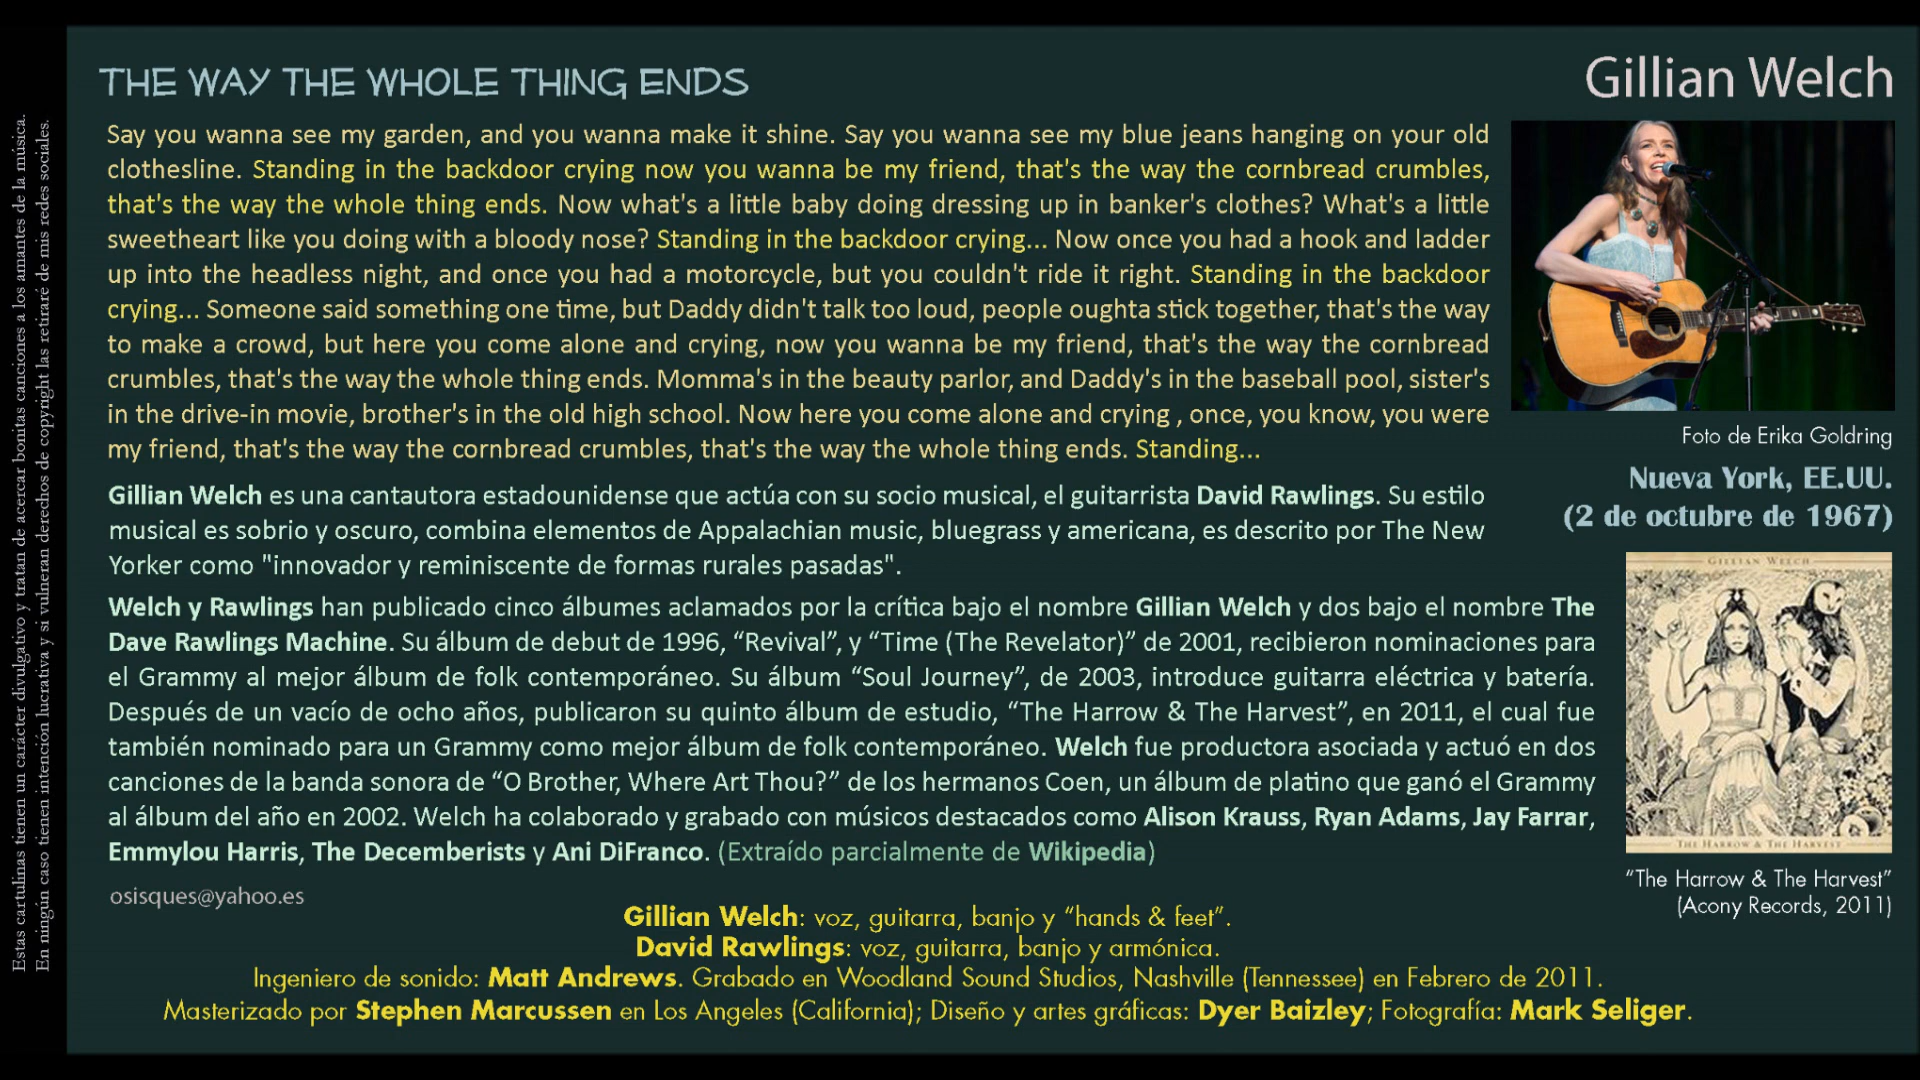 Estas cartulinas tienen un carácter divulgativo y tratan de acercar bonitas canciones a los amantes de la música.
En ningún caso tienen intención lucrativa y si vulneran derechos de copyright las retiraré de mis redes sociales.
THE WAY THE WHOLE THING ENDS
Say you wanna see my garden, and you wanna make it shine. Say you wanna see my blue jeans hanging on your old
clothesline. Standing in the backdoor crying now you wanna be my friend, that's the way the cornbread crumbles,
that's the way the whole thing ends. Now what's a little baby doing dressing up in banker's clothes? What's a little
sweetheart like you doing with a bloody nose? Standing in the backdoor crying... Now once you had a hook and ladder
up into the headless night, and once you had a motorcycle, but you couldn't ride it right. Standing in the backdoor
crying... Someone said something one time, but Daddy didn't talk too loud, people oughta stick together, that's the way
to make a crowd, but here you come alone and crying, now you wanna be my friend, that's the way the cornbread
crumbles, that's the way the whole thing ends. Momma's in the beauty parlor, and Daddy's in the baseball pool, sister's
in the drive-in movie, brother's in the old high school. Now here you come alone and crying , once, you know, you were
my friend, that's the way the cornbread crumbles, that's the way the whole thing ends. Standing...
Gillian Welch es una cantautora estadounidense que actúa con su socio musical, el guitarrista David Rawlings. Su estilo
musical es sobrio y oscuro, combina elementos de Appalachian music, bluegrass y americana, es descrito por The New
Yorker como "innovador y reminiscente de formas rurales pasadas".
Welch y Rawlings han publicado cinco álbumes aclamados por la crítica bajo el nombre Gillian Welch y dos bajo el nombre The
Dave Rawlings Machine. Su álbum de debut de 1996, “Revival”, y “Time (The Revelator)” de 2001, recibieron nominaciones para
el Grammy al mejor álbum de folk contemporáneo. Su álbum “Soul Journey”, de 2003, introduce guitarra eléctrica y batería.
Después de un vacío de ocho años, publicaron su quinto álbum de estudio, “The Harrow & The Harvest”, en 2011, el cual fue
también nominado para un Grammy como mejor álbum de folk contemporáneo. Welch fue productora asociada y actuó en dos
canciones de la banda sonora de “O Brother, Where Art Thou?” de los hermanos Coen, un álbum de platino que ganó el Grammy
al álbum del año en 2002. Welch ha colaborado y grabado con músicos destacados como Alison Krauss, Ryan Adams, Jay Farrar,
Emmylou Harris, The Decemberists y Ani DiFranco. (Extraído parcialmente de Wikipedia)
osisques@yahoo.es
Gillian Welch: voz, guitarra, banjo y “hands & feet”.
David Rawlings: voz, guitarra, banjo y armónica.
Ingeniero de sonido: Matt Andrews. Grabado en Woodland Sound Studios, Nashville (Tennessee) en Febrero de 2011.
Masterizado por Stephen Marcussen en Los Angeles (California); Diseño y artes gráficas: Dyer Baizley; Fotografía: Mark Seliger.
Gillian Welch
Foto de Erika Goldring
Nueva York, EE.UU.
(2 de octubre de 1967)
GILLIAN WELCH
THE HARROW & THE HARVEST
“The Harrow & The Harvest”
(Acony Records, 2011)